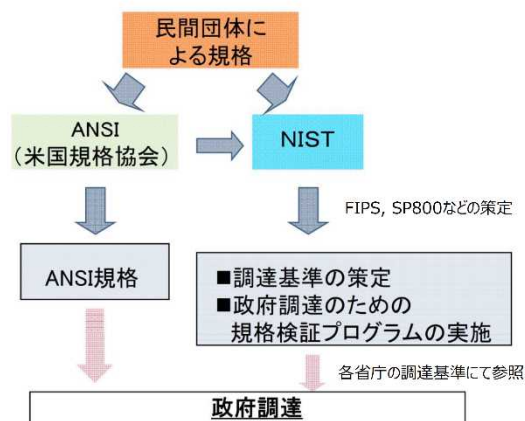 民間団体に
よる規格
ANSI
（米国規格協会）
NIST
FIPS, SP800などの策定
ANSI規格
■調達基準の策定
■政府調達のための
規格検証プログラムの実施
各省庁の調達基準にて参照
政府調達